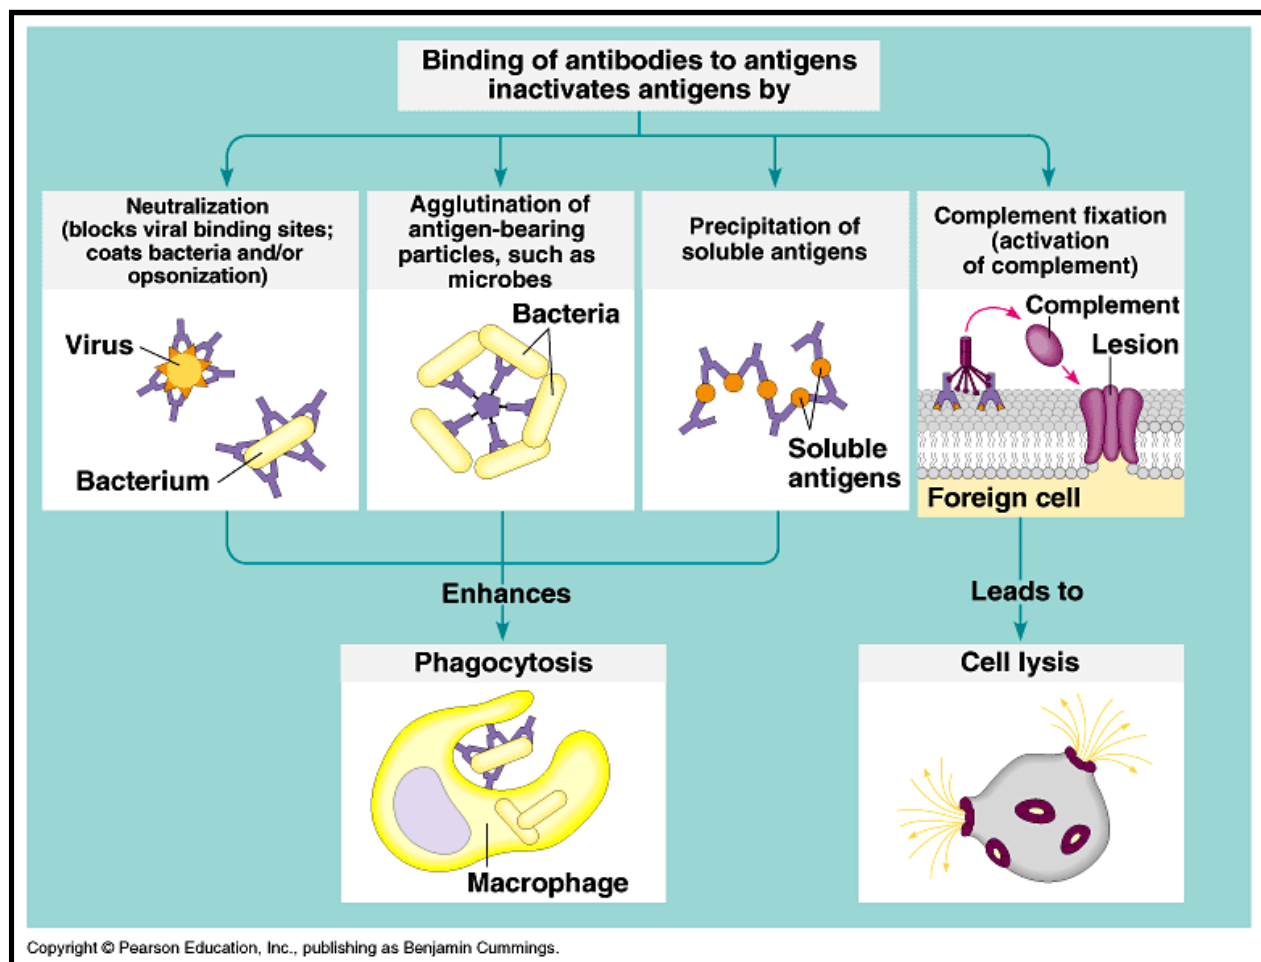 Binding of antibodies to antigens
inactivates antigens by
Neutralization
(blocks viral binding sites;
coats bacteria and/or
opsonization)
Virus
Bacterium
Agglutination of
antigen-bearing
particles, such as
microbes
Bacteria
Precipitation of
soluble antigens
Soluble
antigens
Complement fixation
(activation
of complement)
Complement
Lesion
Foreign cell
Enhances
Leads to
Phagocytosis
Macrophage
Cell lysis
Copyright © Pearson Education, Inc., publishing as Benjamin Cummings.